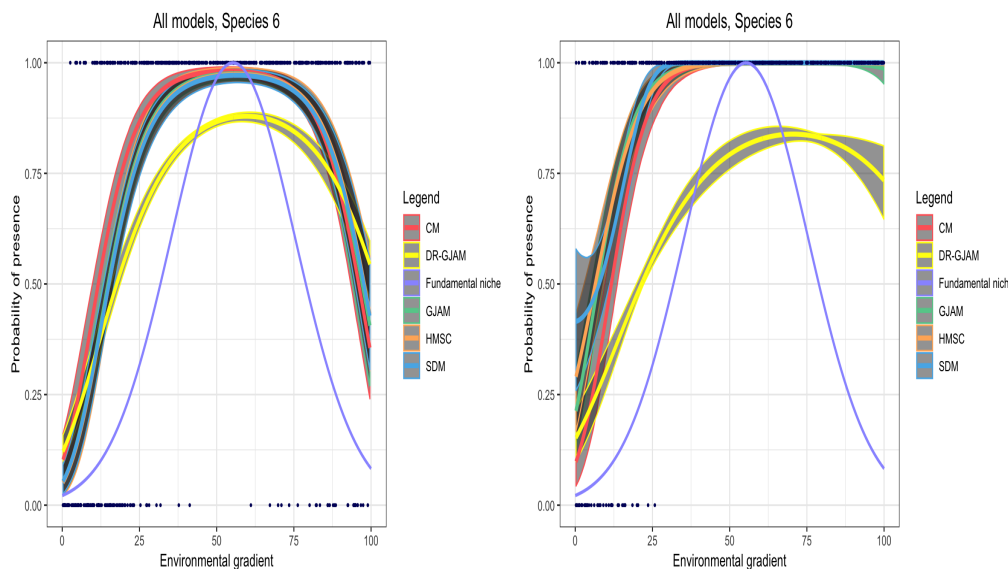 All models, Species 6
Probability of presence
1.00
0.75
0.50
0.25
0.00
0
25
50
75
100
Environmental gradient
Legend
CM
DR-GJAM
Fundamental niche
GJAM
HMSC
SDM
All models, Species 6
Probability of presence
1.00
0.75
0.50
0.25
0.00
0
25
50
75
100
Environmental gradient
Legend
CM
DR-GJAM
Fundamental nich
GJAM
HMSC
SDM